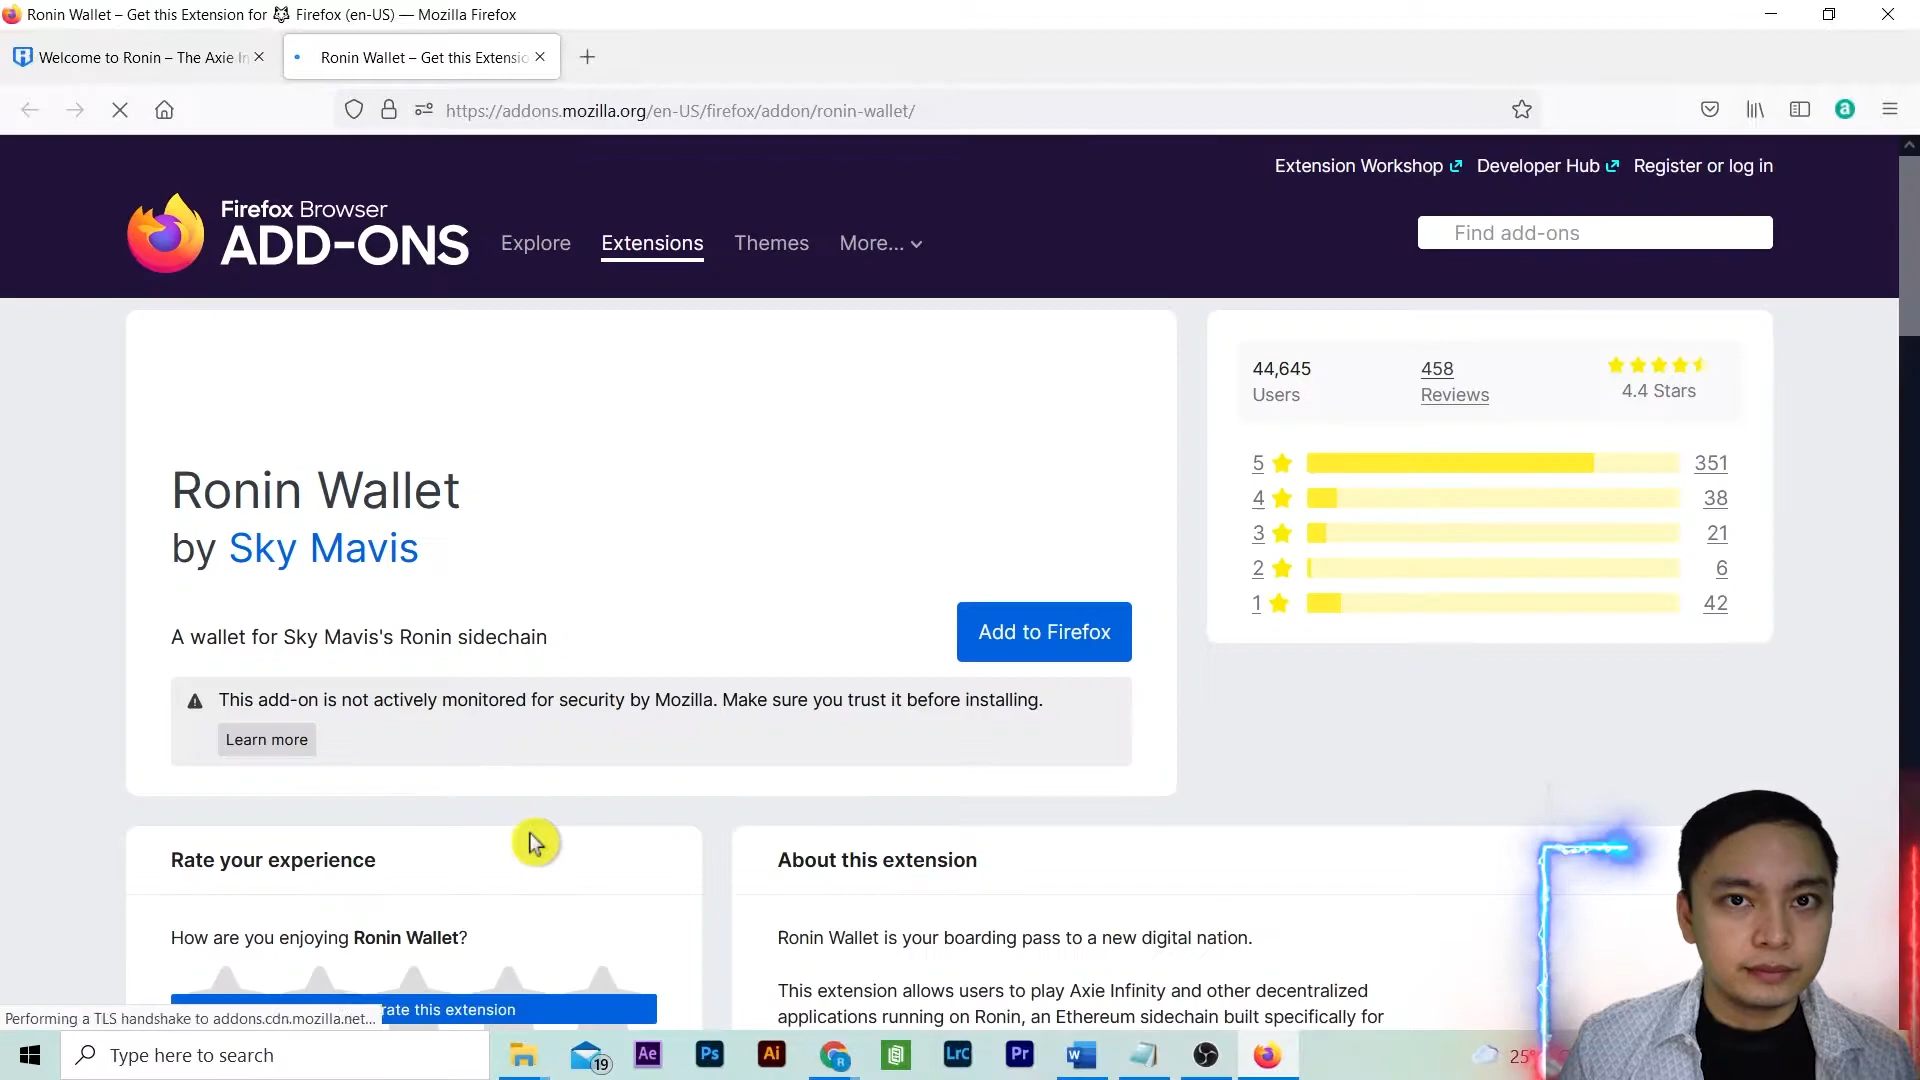 Ronin Wallet – Get this Extension for 🦊 Firefox (en-US) — Mozilla Firefox
Welcome to Ronin – The Axie In
Ronin Wallet – Get this Extensio
https://addons.mozilla.org/en-US/firefox/addon/ronin-wallet/
a
Extension Workshop
Developer Hub
Register or log in
Firefox Browser
ADD-ONS
Explore
Extensions
Themes
More...
Find add-ons
Ronin Wallet
by Sky Mavis
A wallet for Sky Mavis's Ronin sidechain
Add to Firefox
This add-on is not actively monitored for security by Mozilla. Make sure you trust it before installing.
Learn more
44,645
Users
458
Reviews
4.4 Stars
5 351
4 38
3 21
2 6
1 42
Rate your experience
How are you enjoying Ronin Wallet?
rate this extension
About this extension
Ronin Wallet is your boarding pass to a new digital nation.
This extension allows users to play Axie Infinity and other decentralized
applications running on Ronin, an Ethereum sidechain built specifically for
Performing a TLS handshake to addons.cdn.mozilla.net...
Type here to search
19
Ae
Ps
Ai
R
LrC
Pr
W
25°